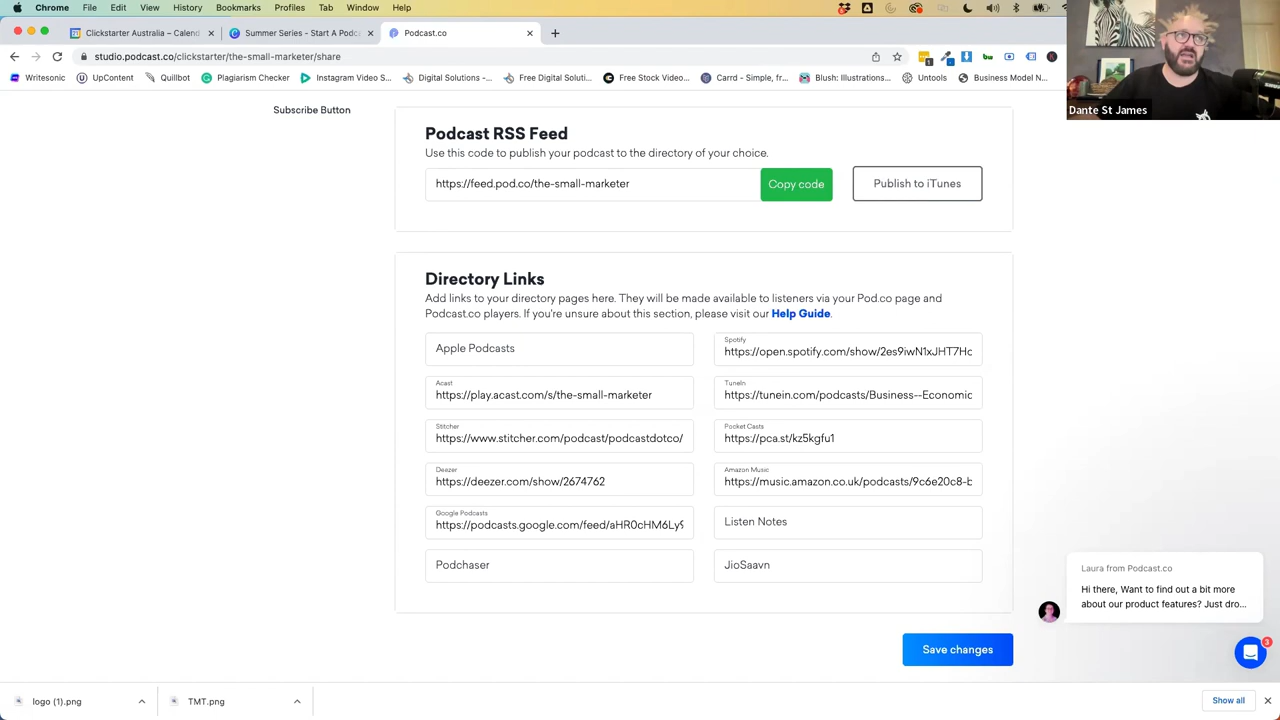 Chrome File Edit View History Bookmarks Profiles Tab Window Help
Clickstarter Australia – Calend
Summer Series - Start A Podc
Podcast.co
studio.podcast.co/clickstarter/the-small-marketer/share
Writesonic
UpContent
Quillbot
Plagiarism Checker
Instagram Video S...
Digital Solutions -...
Free Digital Soluti...
Free Stock Video...
Carrd - Simple, fr...
Blush: Illustrations...
Untools
Business Model N...
Dante St James
Subscribe Button
Podcast RSS Feed
Use this code to publish your podcast to the directory of your choice.
https://feed.pod.co/the-small-marketer
Copy code
Publish to iTunes
Directory Links
Add links to your directory pages here. They will be made available to listeners via your Pod.co page and
Podcast.co players. If you're unsure about this section, please visit our Help Guide.
Apple Podcasts
Spotify
https://open.spotify.com/show/2es9iwN1xJHT7Hc
Acast
https://play.acast.com/s/the-small-marketer
TuneIn
https://tunein.com/podcasts/Business--Economic
Stitcher
https://www.stitcher.com/podcast/podcastdotco/
Pocket Casts
https://pca.st/kz5kgfu1
Deezer
https://deezer.com/show/2674762
Amazon Music
https://music.amazon.co.uk/podcasts/9c6e20c8-b
Google Podcasts
https://podcasts.google.com/feed/aHR0cHM6Ly9
Listen Notes
Podchaser
JioSaavn
Laura from Podcast.co
Hi there, Want to find out a bit more
about our product features? Just dro...
3
Save changes
logo (1).png
TMT.png
Show all